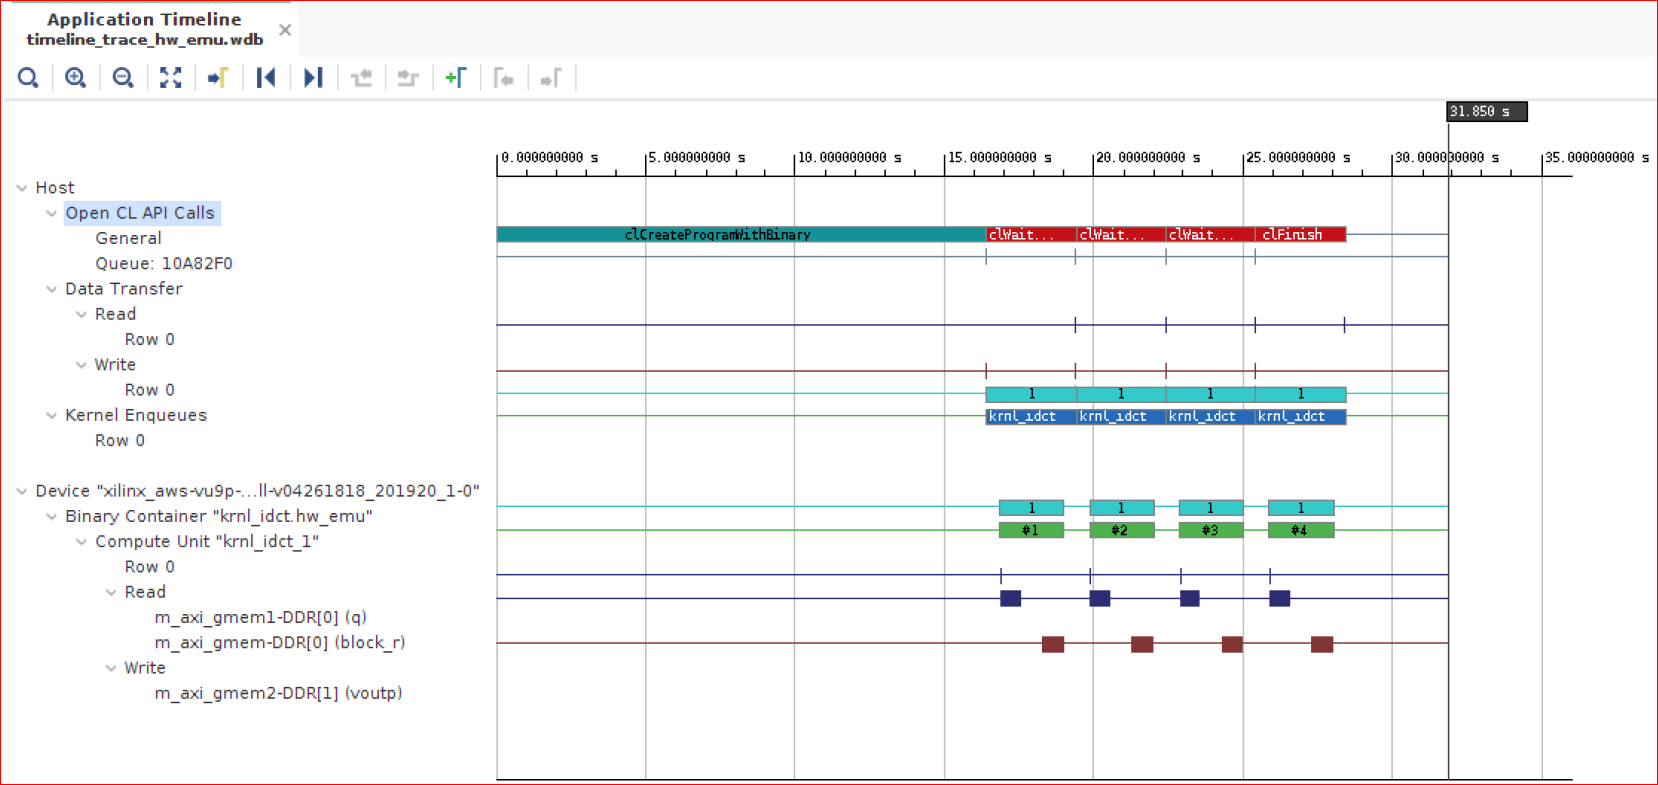 Application Timeline
timeline_trace_hw_emu.wdb
31.850 s
0.000000000 s 5.000000000 s 10.000000000 s 15.000000000 s 20.000000000 s 25.000000000 s 30.000000000 s 35.000000000 s
Host
Open CL API Calls
General
clCreateProgramWithBinary clWait... clWait... clWait... clFinish
Queue: 10A82F0
Data Transfer
Read
Row 0
Write
Row 0
1 1 1 1
Kernel Enqueues
krnl_idct krnl_idct krnl_idct krnl_idct
Row 0
Device "xilinx_aws-vu9p-...ll-v04261818_201920_1-0"
1 1 1 1
Binary Container "krnl_idct.hw_emu"
#1 #2 #3 #4
Compute Unit "krnl_idct_1"
Row 0
Read
m_axi_gmem1-DDR[0] (q)
m_axi_gmem-DDR[0] (block_r)
Write
m_axi_gmem2-DDR[1] (voutp)